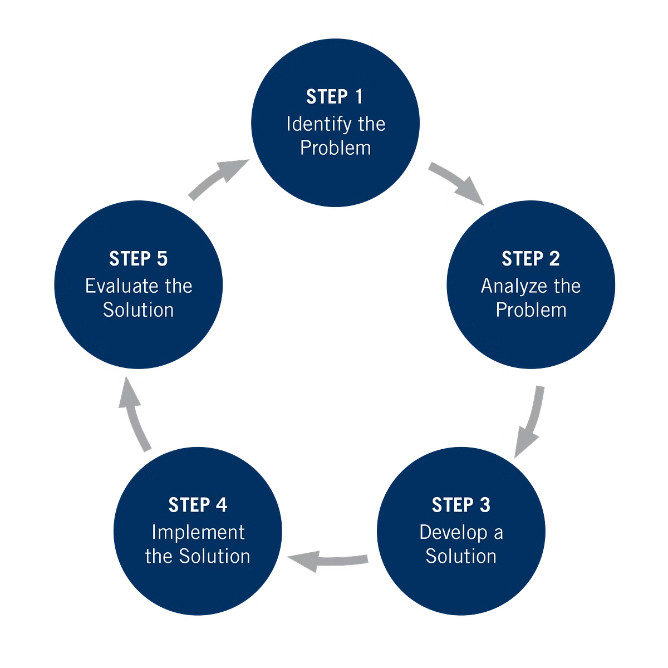 STEP 1
Identify the
Problem
STEP 2
Analyze the
Problem
STEP 3
Develop a
Solution
STEP 4
Implement
the Solution
STEP 5
Evaluate the
Solution